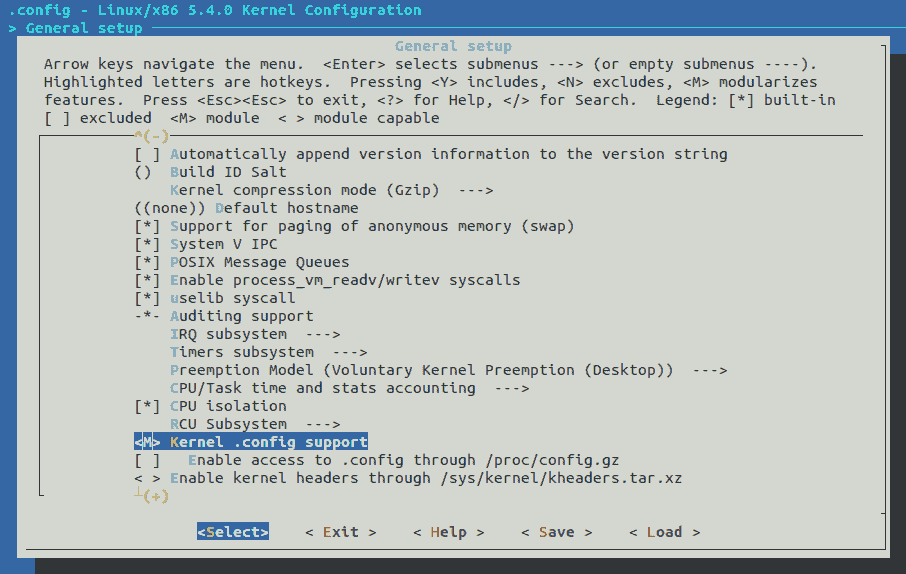 .config - Linux/x86 5.4.0 Kernel Configuration
> General setup
General setup
Arrow keys navigate the menu.  <Enter> selects submenus ---> (or empty submenus ----).
Highlighted letters are hotkeys.  Pressing <Y> includes, <N> excludes, <M> modularizes
features.  Press <Esc><Esc> to exit, <?> for Help, </> for Search.  Legend: [*] built-in
[ ] excluded  <M> module  < > module capable
^(-)
[ ] Automatically append version information to the version string
()  Build ID Salt
Kernel compression mode (Gzip)  --->
((none)) Default hostname
[*] Support for paging of anonymous memory (swap)
[*] System V IPC
[*] POSIX Message Queues
[*] Enable process_vm_readv/writev syscalls
[*] uselib syscall
-*- Auditing support
IRQ subsystem  --->
Timers subsystem  --->
Preemption Model (Voluntary Kernel Preemption (Desktop))  --->
CPU/Task time and stats accounting  --->
[*] CPU isolation
RCU Subsystem  --->
<M> Kernel .config support
[ ]   Enable access to .config through /proc/config.gz
< > Enable kernel headers through /sys/kernel/kheaders.tar.xz
┴(+)
<Select>    < Exit >    < Help >    < Save >    < Load >